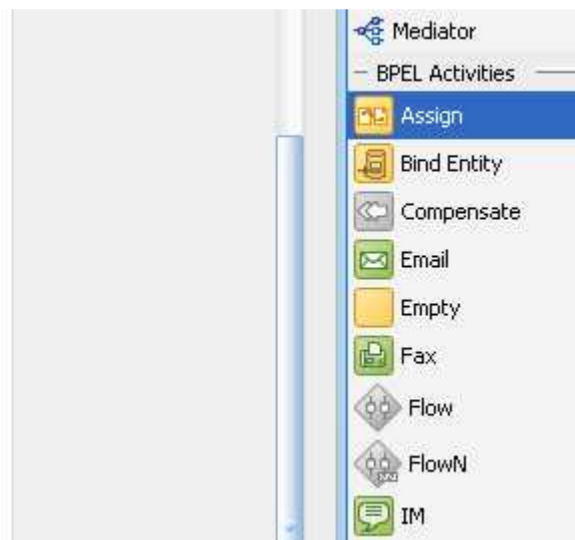 Mediator
BPEL Activities
Assign
Bind Entity
Compensate
Email
Empty
Fax
Flow
FlowN
IM